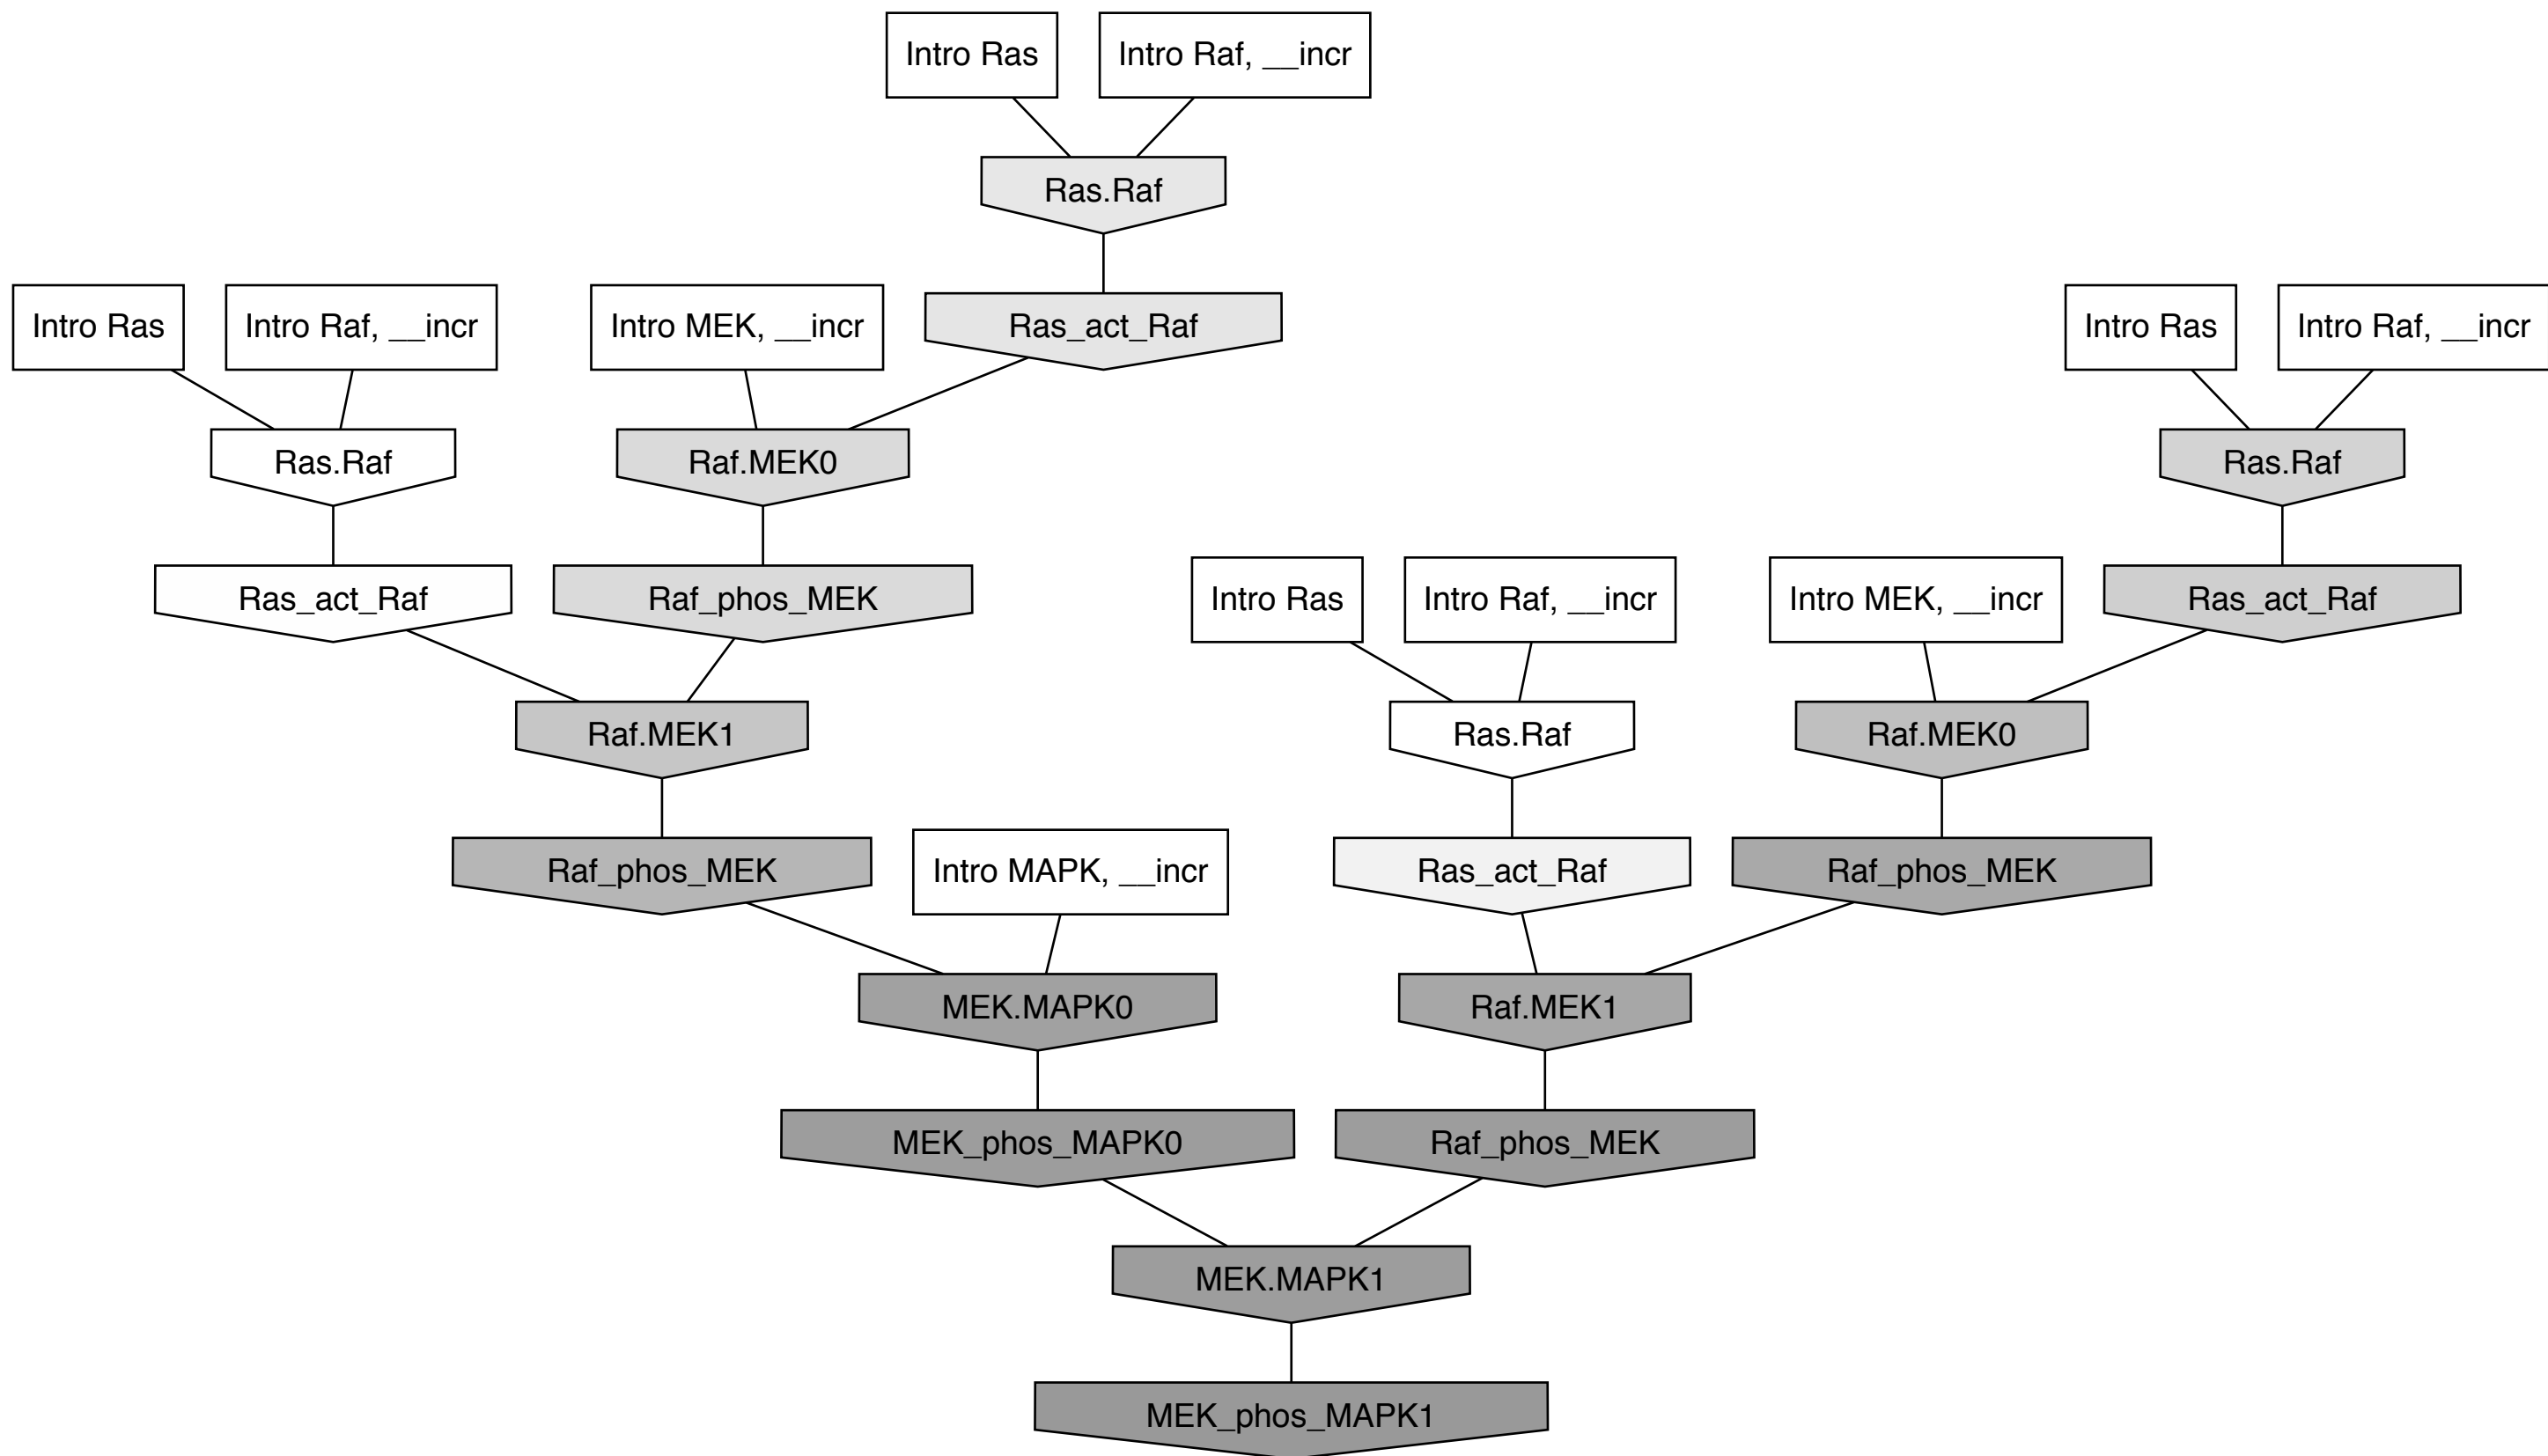 Intro Ras
Intro Raf, __incr
Ras.Raf
Intro Ras
Intro Raf, __incr
Intro MEK, __incr
Ras_act_Raf
Intro Ras
Intro Raf, __incr
Ras.Raf
Raf.MEK0
Ras.Raf
Ras_act_Raf
Raf_phos_MEK
Intro Ras
Intro Raf, __incr
Intro MEK, __incr
Ras_act_Raf
Raf.MEK1
Ras.Raf
Raf.MEK0
Raf_phos_MEK
Intro MAPK, __incr
Ras_act_Raf
Raf_phos_MEK
MEK.MAPK0
Raf.MEK1
MEK_phos_MAPK0
Raf_phos_MEK
MEK.MAPK1
MEK_phos_MAPK1